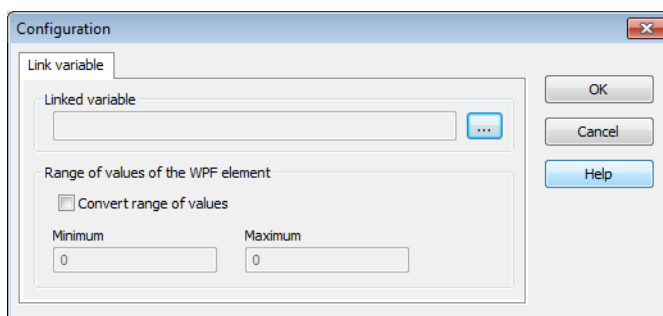 Configuration
Link variable
Linked variable
...
OK
Cancel
Help
Range of values of the WPF element
Convert range of values
Minimum Maximum
0 0